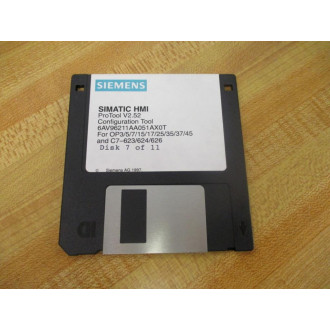 SIEMENS
SIMATIC HMI
ProTool V2.52
Configuration Tool
6AV96211AA051AX0T
For OP3/5/7/15/17/25/35/37/45
and C7-623/624/626
Disk 7 of 11
© Siemens AG 1997